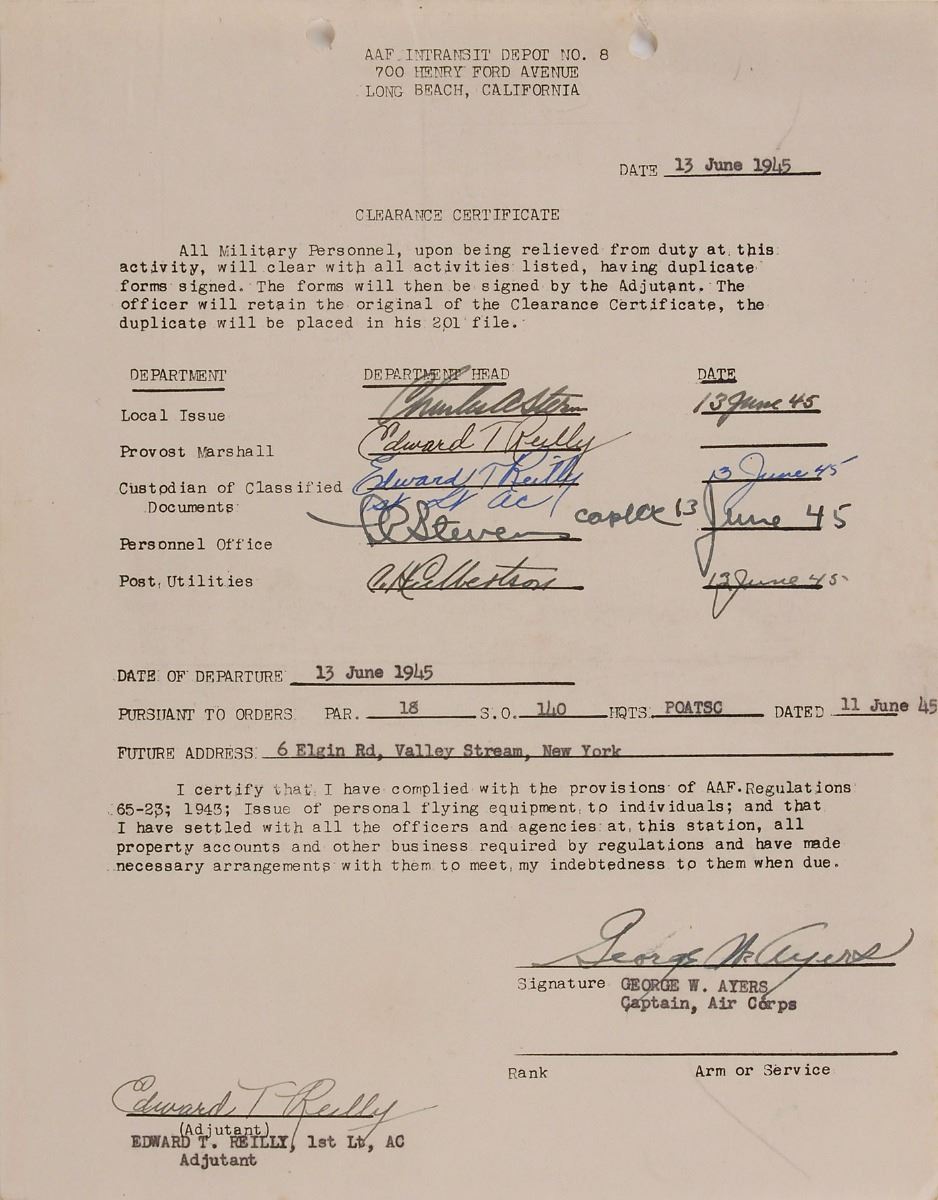 AAF INTRANSIT DEPOT NO. 8
700 HENRY FORD AVENUE
LONG BEACH, CALIFORNIA
DATE 13 June 1945
CLEARANCE CERTIFICATE
All Military Personnel, upon being relieved from duty at this
activity, will clear with all activities listed, having duplicate
forms signed. The forms will then be signed by the Adjutant. The
officer will retain the original of the Clearance Certificate, the
duplicate will be placed in his 201 file.
DEPARTMENT DEPARTMENT HEAD DATE
Local Issue Charles A Stern 13 June 45
Provost Marshall Edward T Reilly
Custodian of Classified Edward T Reilly 13 June 45
Documents 1st Lt AC
Personnel Office Stevens 13 June 45
Post Utilities Culbertson 13 June 45
DATE OF DEPARTURE 13 June 1945
PURSUANT TO ORDERS PAR. 18 S.O. 140 HQTS POATSC DATED 11 June 45
FUTURE ADDRESS 6 Elgin Rd, Valley Stream, New York
I certify that I have complied with the provisions of AAF.Regulations
65-23; 1943; Issue of personal flying equipment to individuals; and that
I have settled with all the officers and agencies at this station, all
property accounts and other business required by regulations and have made
necessary arrangements with them to meet my indebtedness to them when due.
George W. Ayers
Signature GEORGE W. AYERS
Captain, Air Corps
Rank Arm or Service
Edward T Reilly
(Adjutant)
EDWARD T. REILLY, 1st Lt, AC
Adjutant